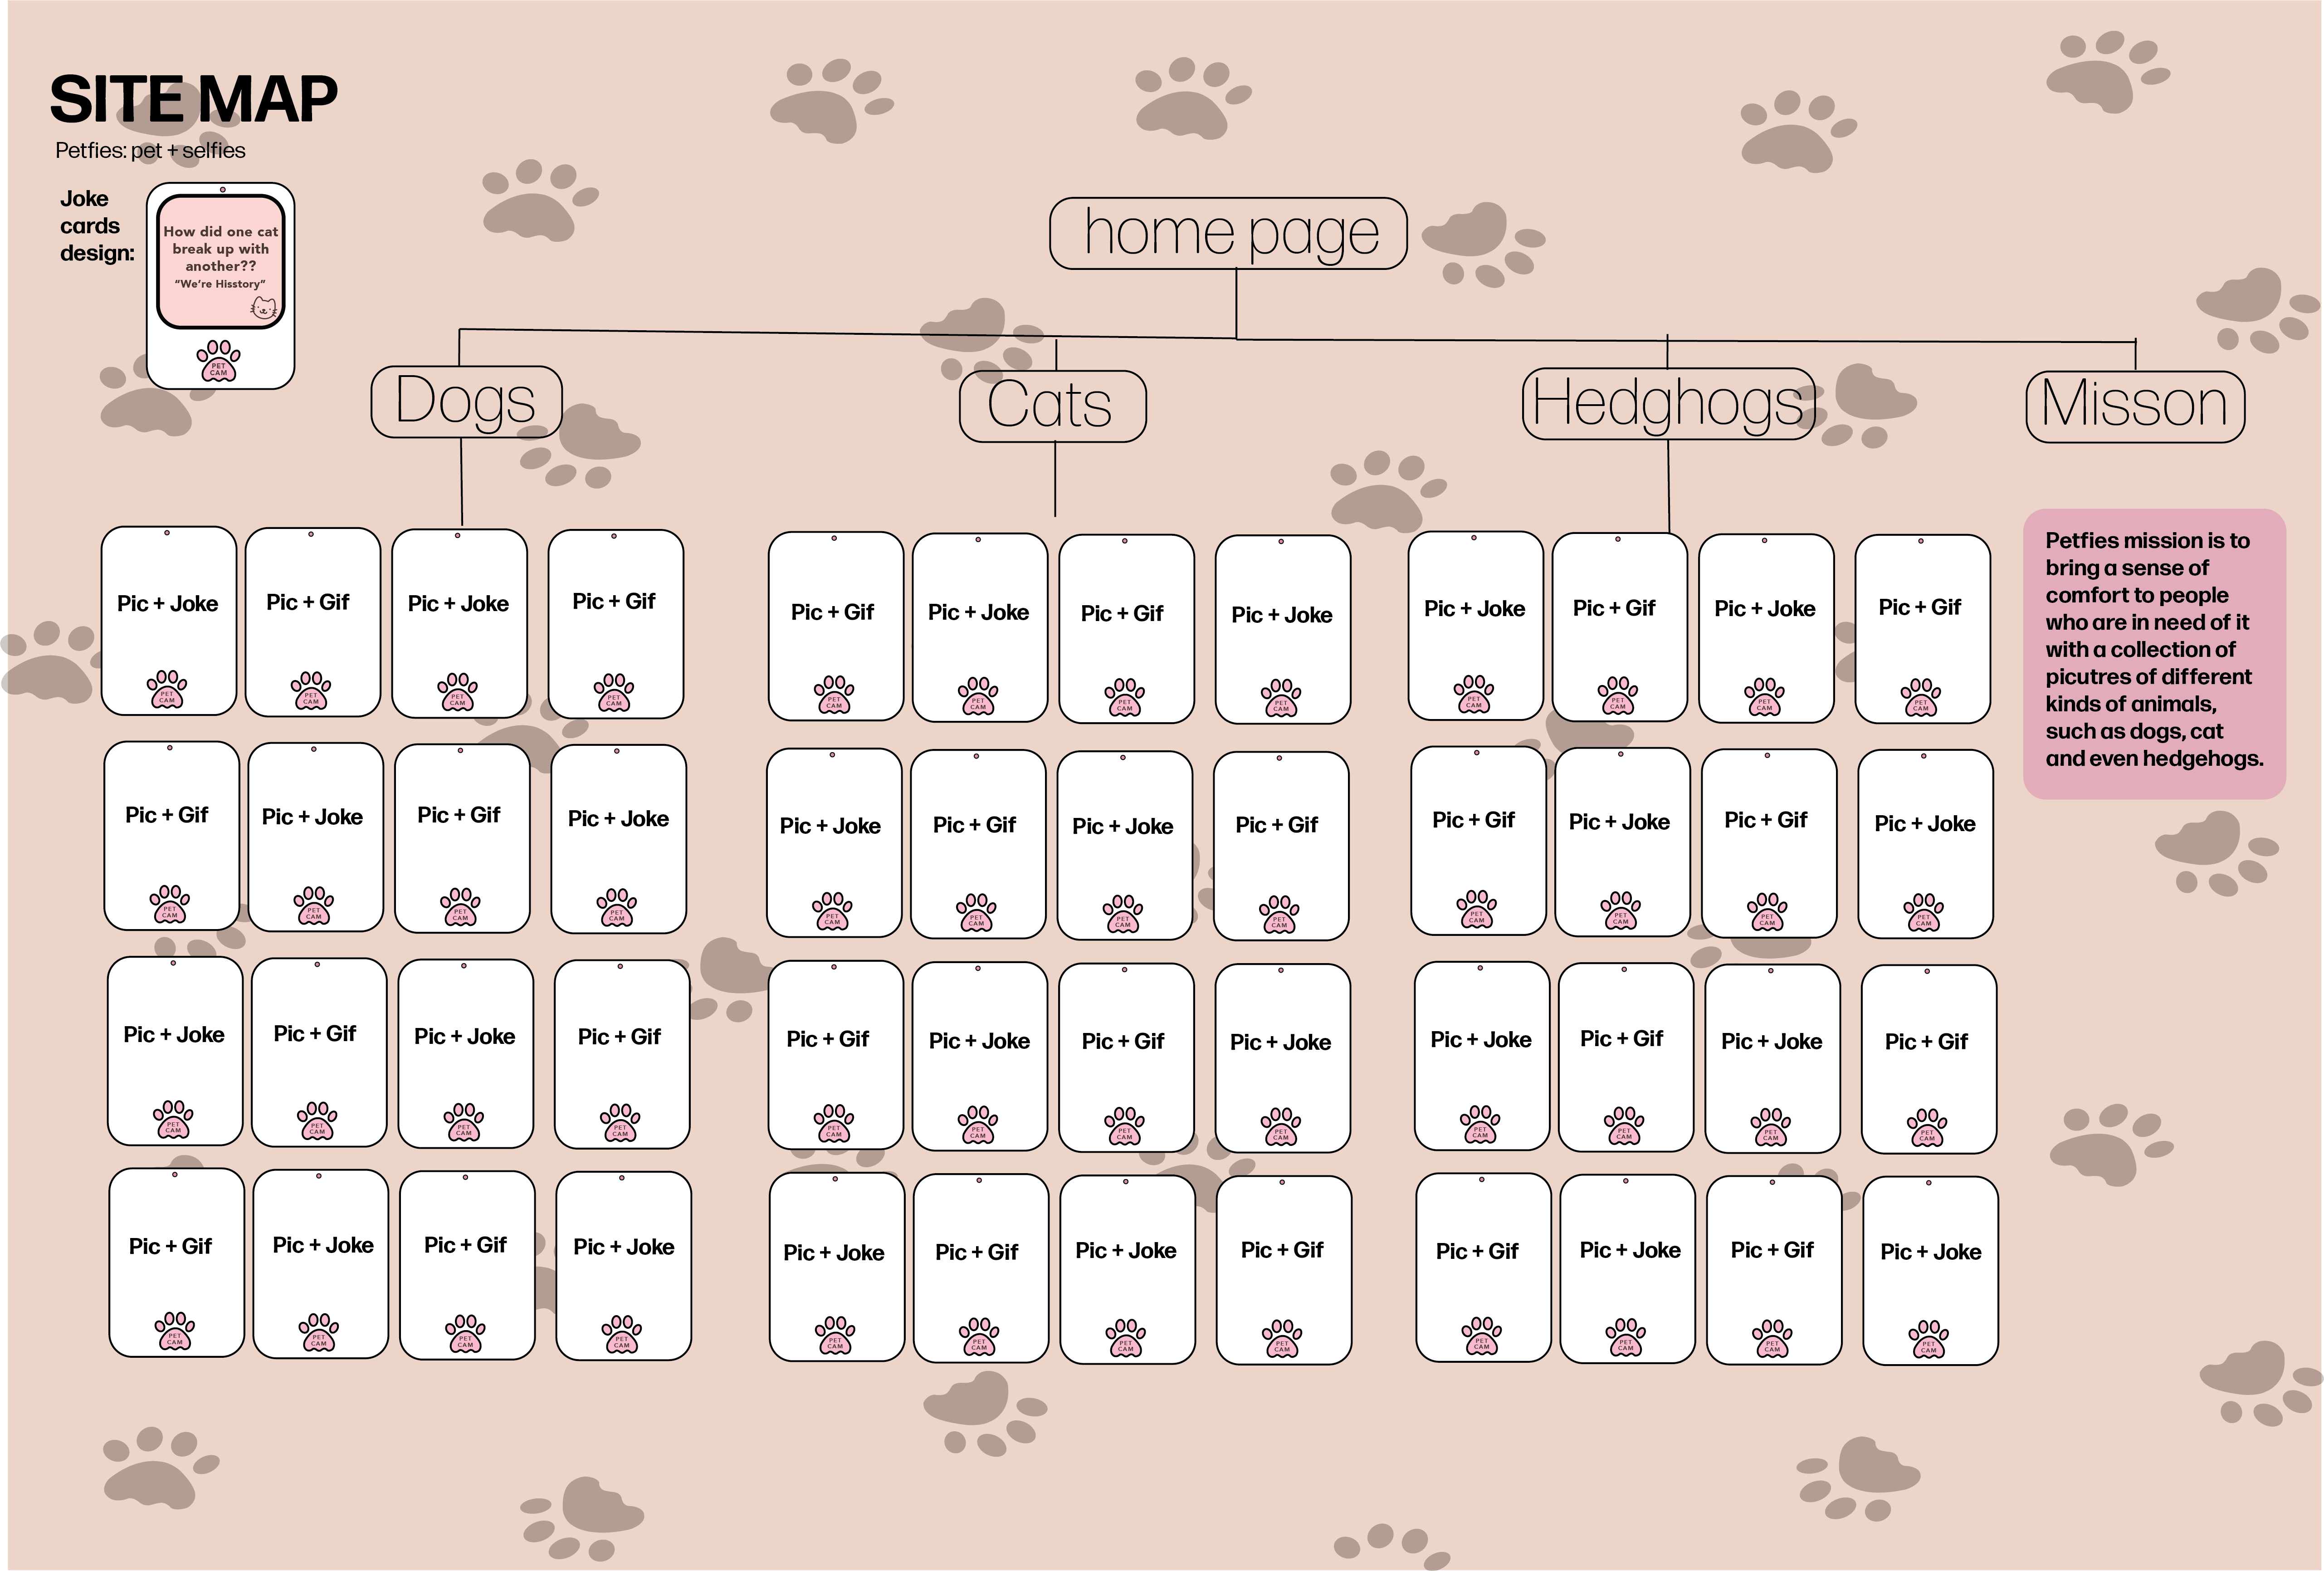 SITE MAP
Petfies: pet + selfies
Joke
cards
design:
How did one cat
break up with
another??
“We’re Hisstory”
PET
CAM
home page
Dogs
Cats
Hedghogs
Misson
Pic + Joke
PET
CAM
Pic + Gif
PET
CAM
Pic + Joke
PET
CAM
Pic + Gif
PET
CAM
Pic + Gif
PET
CAM
Pic + Joke
PET
CAM
Pic + Gif
PET
CAM
Pic + Joke
PET
CAM
Pic + Joke
PET
CAM
Pic + Gif
PET
CAM
Pic + Joke
PET
CAM
Pic + Gif
PET
CAM
Pic + Joke
PET
CAM
Pic + Gif
PET
CAM
Pic + Joke
PET
CAM
Pic + Gif
PET
CAM
Pic + Gif
PET
CAM
Pic + Joke
PET
CAM
Pic + Gif
PET
CAM
Pic + Joke
PET
CAM
Pic + Joke
PET
CAM
Pic + Gif
PET
CAM
Pic + Joke
PET
CAM
Pic + Gif
PET
CAM
Pic + Gif
PET
CAM
Pic + Joke
PET
CAM
Pic + Gif
PET
CAM
Pic + Joke
PET
CAM
Pic + Joke
PET
CAM
Pic + Gif
PET
CAM
Pic + Joke
PET
CAM
Pic + Gif
PET
CAM
Pic + Joke
PET
CAM
Pic + Gif
PET
CAM
Pic + Joke
PET
CAM
Pic + Gif
PET
CAM
Pic + Gif
PET
CAM
Pic + Joke
PET
CAM
Pic + Gif
PET
CAM
Pic + Joke
PET
CAM
Pic + Joke
PET
CAM
Pic + Gif
PET
CAM
Pic + Joke
PET
CAM
Pic + Gif
PET
CAM
Pic + Gif
PET
CAM
Pic + Joke
PET
CAM
Pic + Gif
PET
CAM
Pic + Joke
PET
CAM
Petfies mission is to
bring a sense of
comfort to people
who are in need of it
with a collection of
picutres of different
kinds of animals,
such as dogs, cat
and even hedgehogs.